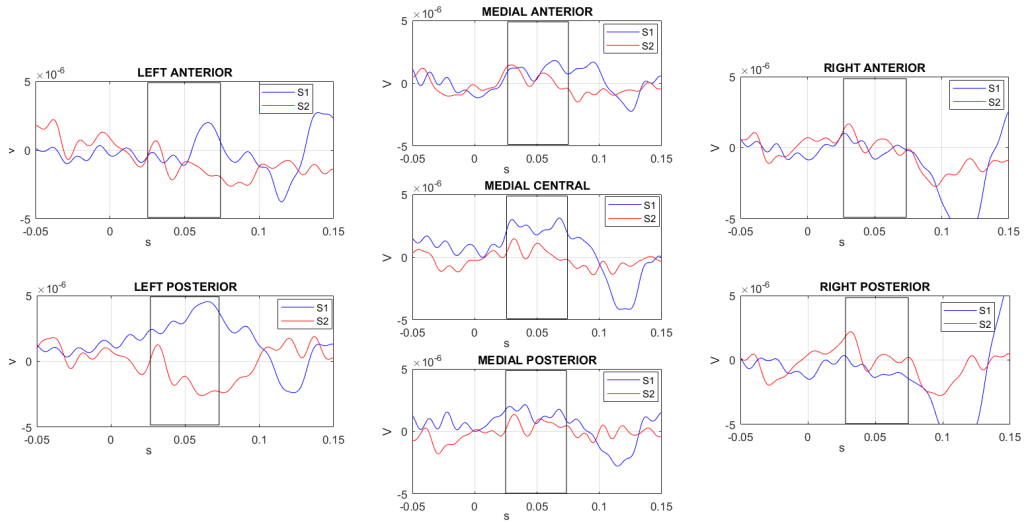 LEFT ANTERIOR
×10⁻⁶
5
0
-5
V
-0.05 0 0.05 0.1 0.15
s
S1
S2
LEFT POSTERIOR
×10⁻⁶
5
0
-5
V
-0.05 0 0.05 0.1 0.15
s
S1
S2
MEDIAL ANTERIOR
×10⁻⁶
5
0
-5
V
-0.05 0 0.05 0.1 0.15
s
S1
S2
MEDIAL CENTRAL
×10⁻⁶
5
0
-5
V
-0.05 0 0.05 0.1 0.15
s
S1
S2
MEDIAL POSTERIOR
×10⁻⁶
5
0
-5
V
-0.05 0 0.05 0.1 0.15
s
S1
S2
RIGHT ANTERIOR
×10⁻⁶
5
0
-5
V
-0.05 0 0.05 0.1 0.15
s
S1
S2
RIGHT POSTERIOR
×10⁻⁶
5
0
-5
V
-0.05 0 0.05 0.1 0.15
s
S1
S2